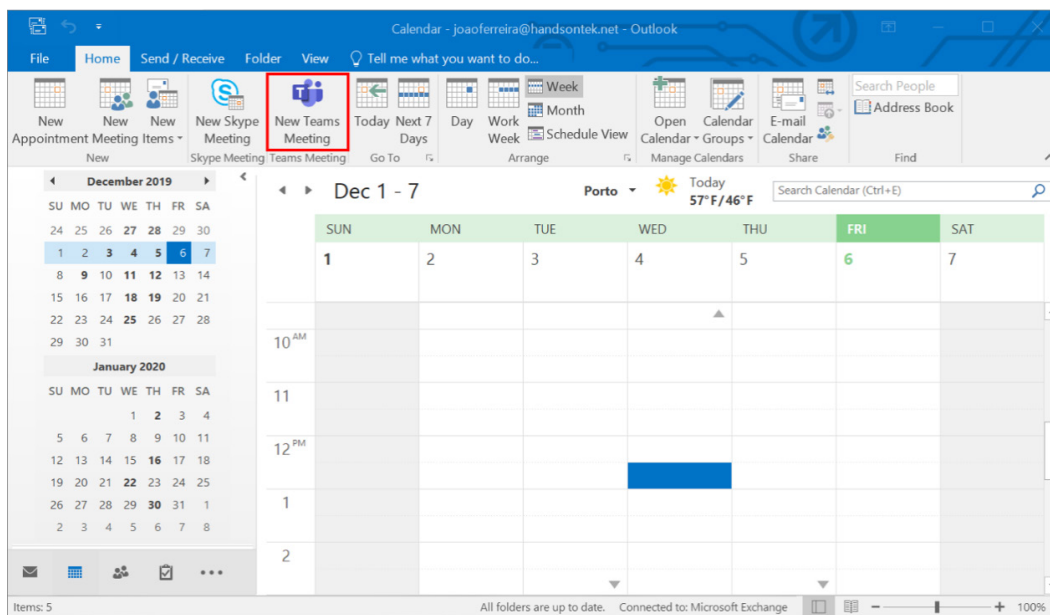 Calendar - joaoferreira@handsontek.net - Outlook
File Home Send / Receive Folder View Tell me what you want to do...
New Appointment
New Meeting
New Items
New
New Skype Meeting
Skype Meeting
New Teams Meeting
Teams Meeting
Today
Next 7 Days
Go To
Day
Work Week
Week
Month
Schedule View
Arrange
Open Calendar
Calendar Groups
Manage Calendars
E-mail Calendar
Share
Search People
Address Book
Find
December 2019
SU MO TU WE TH FR SA
24 25 26 27 28 29 30
1 2 3 4 5 6 7
8 9 10 11 12 13 14
15 16 17 18 19 20 21
22 23 24 25 26 27 28
29 30 31
January 2020
SU MO TU WE TH FR SA
1 2 3 4
5 6 7 8 9 10 11
12 13 14 15 16 17 18
19 20 21 22 23 24 25
26 27 28 29 30 31 1
2 3 4 5 6 7 8
Dec 1 - 7
Porto
Today
57°F/46°F
Search Calendar (Ctrl+E)
SUN MON TUE WED THU FRI SAT
1 2 3 4 5 6 7
10 AM
11
12 PM
1
2
Items: 5
All folders are up to date. Connected to: Microsoft Exchange
100%